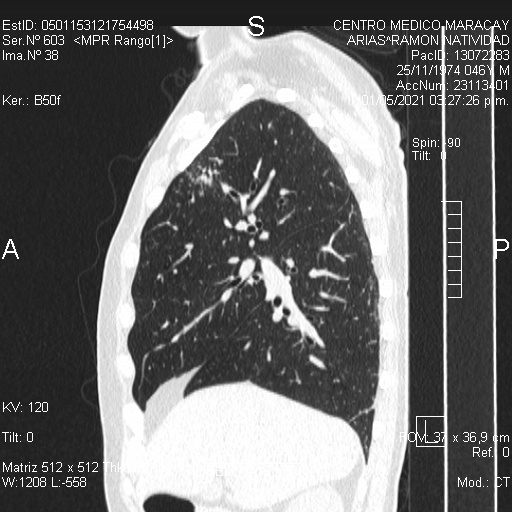 S
EstID: 0501153121754498
Ser.Nº 603 <MPR Rango[1]>
Ima.Nº 38
Ker.: B50f
CENTRO MEDICO MARACAY
ARIAS^RAMON NATIVIDAD
PacID: 13072283
25/11/1974 046Y M
AccNum: 23113401
01/05/2021 03:27:26 p.m.
Spin: -90
Tilt: 0
A
P
KV: 120
Tilt: 0
Matriz 512 x 512
W:1208 L:-558
FOV: 37 x 36,9 cm
Ref. 0
Mod.: CT